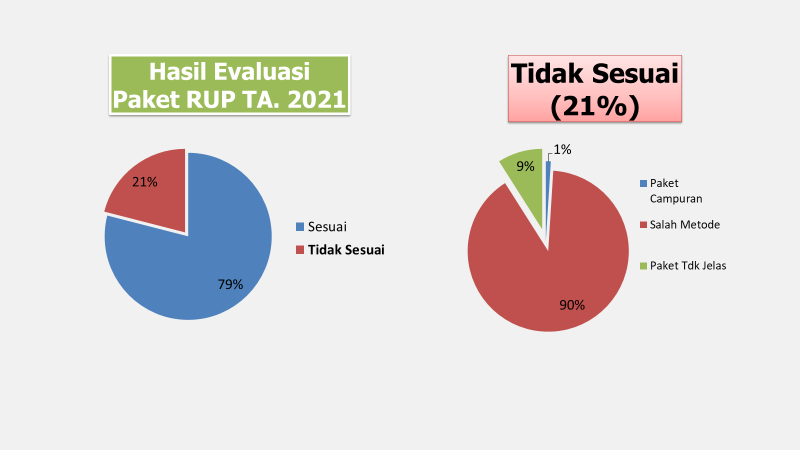 Hasil Evaluasi
Paket RUP TA. 2021
21%
79%
Sesuai
Tidak Sesuai
Tidak Sesuai
(21%)
1%
9%
90%
Paket
Campuran
Salah Metode
Paket Tdk Jelas